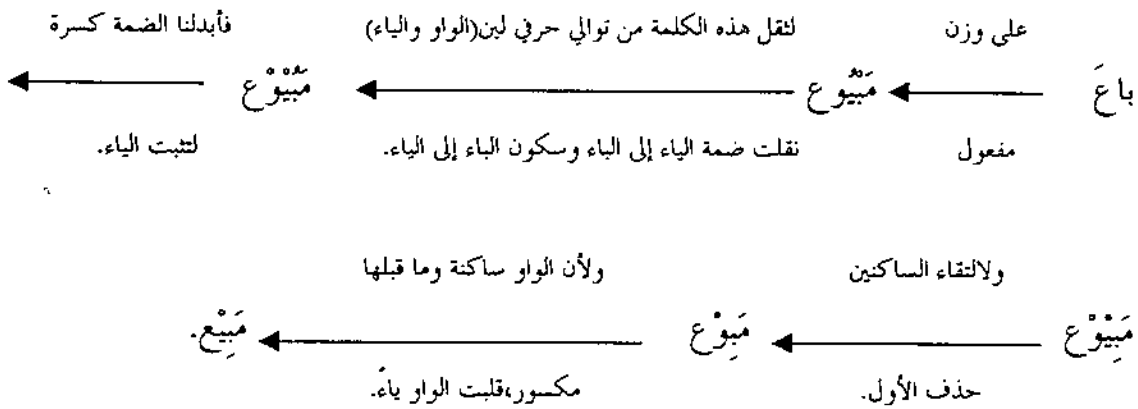 على وزن لثقل هذه الكلمة من توالي حرفي لين(الواو والياء) فأبدلنا الضمة كسرة
باعَ مَبْيُوع مَبُيْوْع
مفعول نقلت ضمة الياء إلى الباء وسكون الباء إلى الياء. لتثبت الياء.
ولالتقاء الساكنين ولأن الواو ساكنة وما قبلها
مَبِيْوْع مَبِوْع مَبِيْع.
حذف الأول. مكسور،قلبت الواو ياءً.